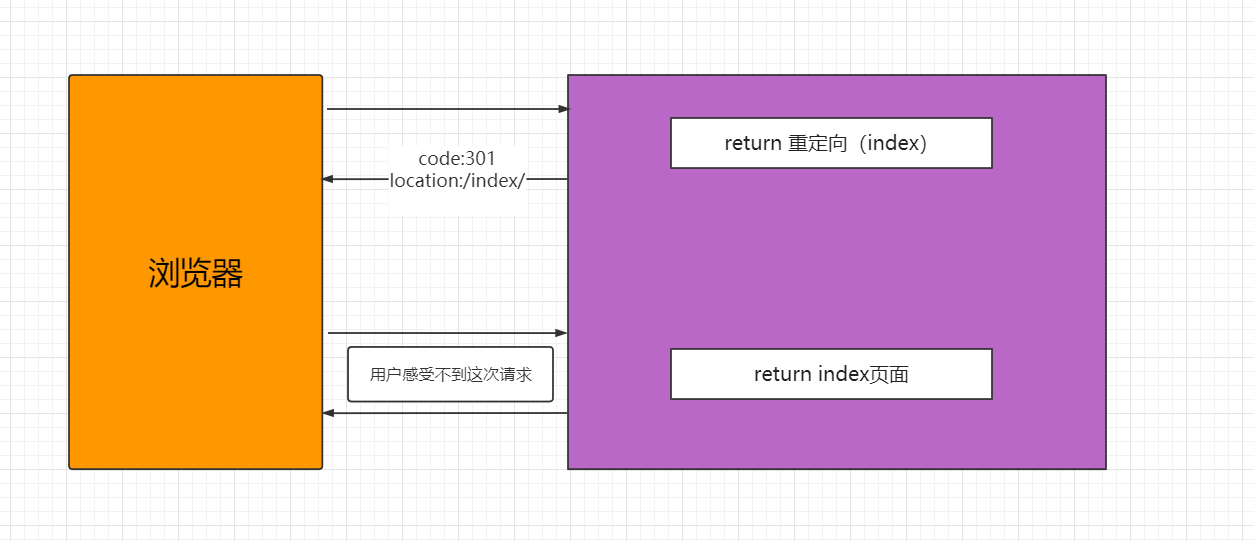 return 重定向（index）
code:301
location:/index/
浏览器
用户感受不到这次请求
return index页面